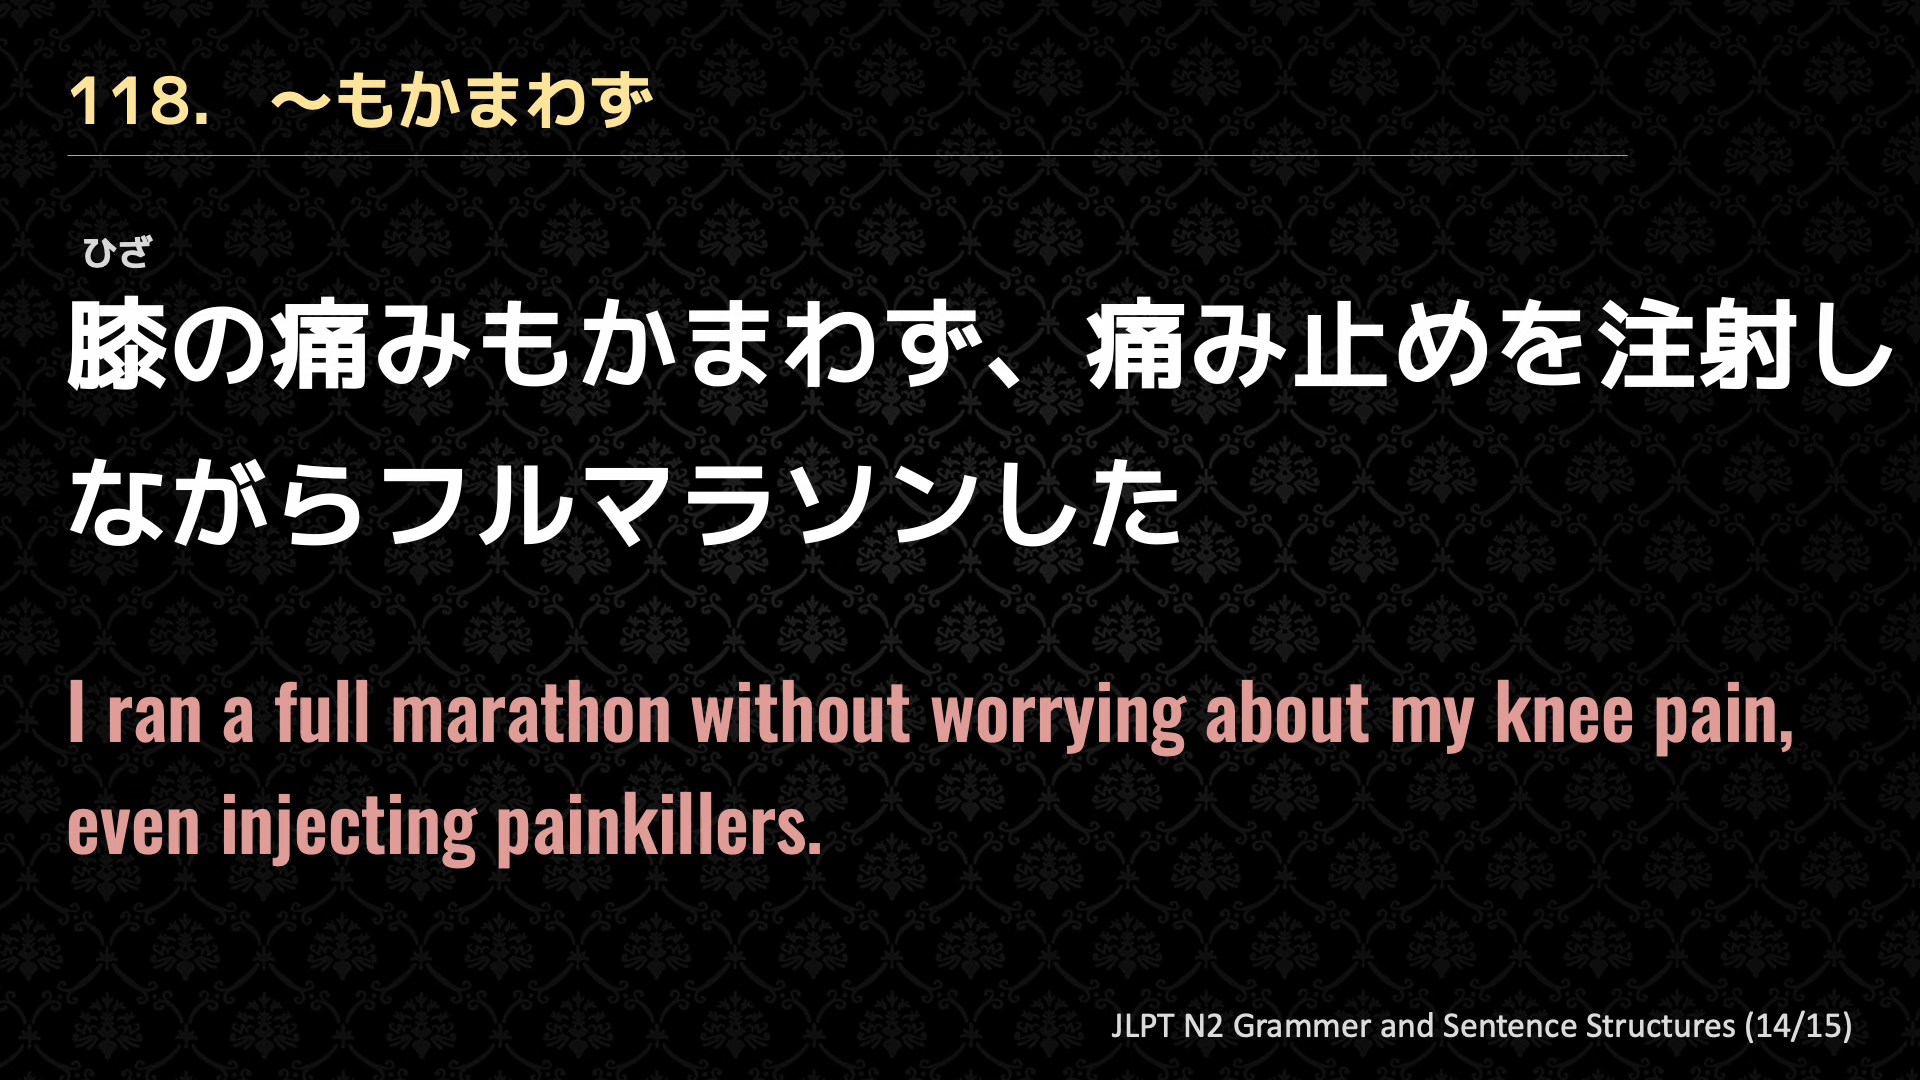 118.　〜もかまわず
ひざ
膝の痛みもかまわず、痛み止めを注射し
ながらフルマラソンした
I ran a full marathon without worrying about my knee pain,
even injecting painkillers.
JLPT N2 Grammer and Sentence Structures (14/15)